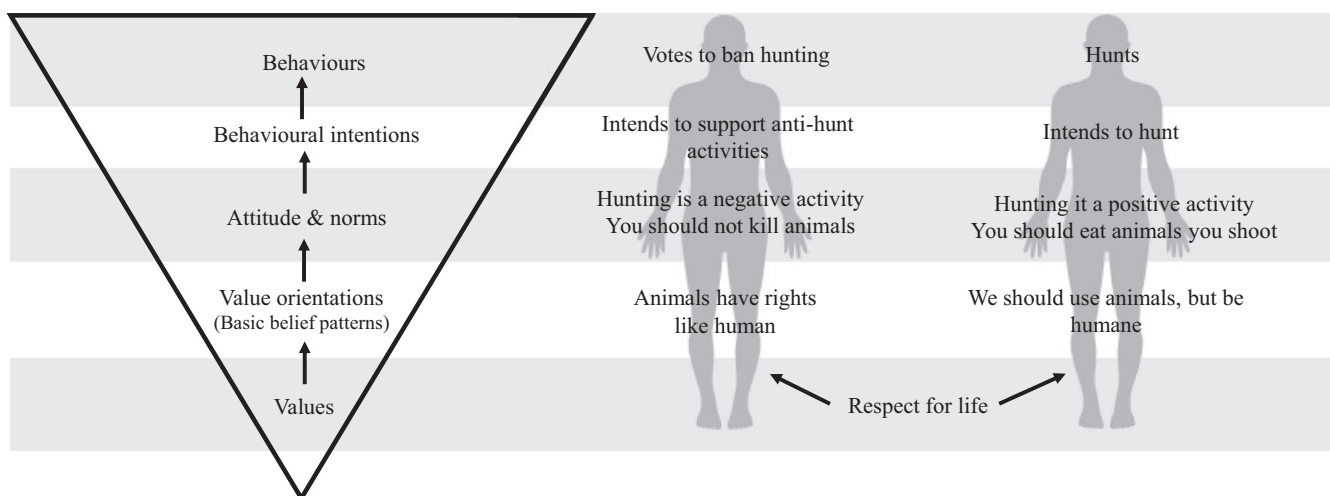 Behaviours
Behavioural intentions
Attitude & norms
Value orientations
(Basic belief patterns)
Values
Votes to ban hunting
Intends to support anti-hunt
activities
Hunting is a negative activity
You should not kill animals
Animals have rights
like human
Hunts
Intends to hunt
Hunting it a positive activity
You should eat animals you shoot
We should use animals, but be
humane
Respect for life